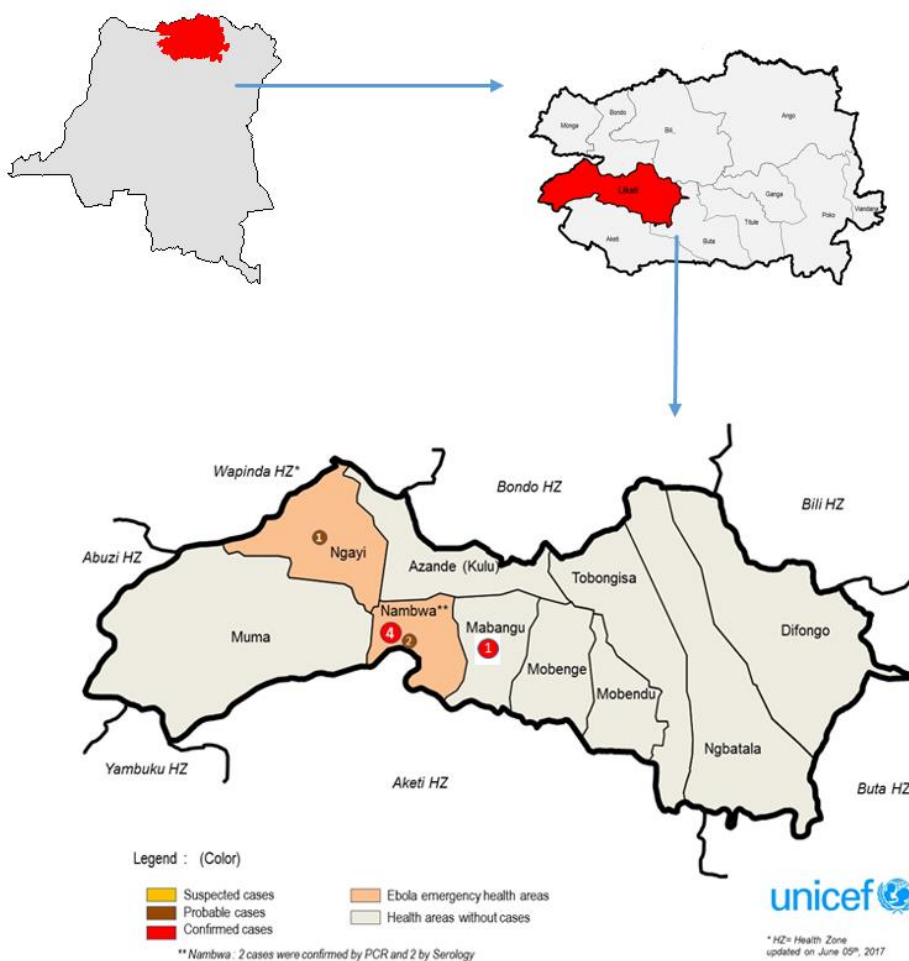 Ango
Bondo
Monga
Bili
Likati
Ganga
Viadana
Poko
Titule
Aketi
Buta
Wapinda HZ*
Bondo HZ
Bili HZ
Abuzi HZ
1
Ngayi
Azande (Kulu)
Tobongisa
Nambwa**
Mabangu
Difongo
4
2
1
Muma
Mobenge
Mobendu
Ngbatala
Yambuku HZ
Aketi HZ
Buta HZ
Legend : (Color)
Suspected cases
Ebola emergency health areas
Probable cases
Health areas without cases
Confirmed cases
unicef
* HZ= Health Zone
updated on June 05th, 2017
** Nambwa : 2 cases were confirmed by PCR and 2 by Serology